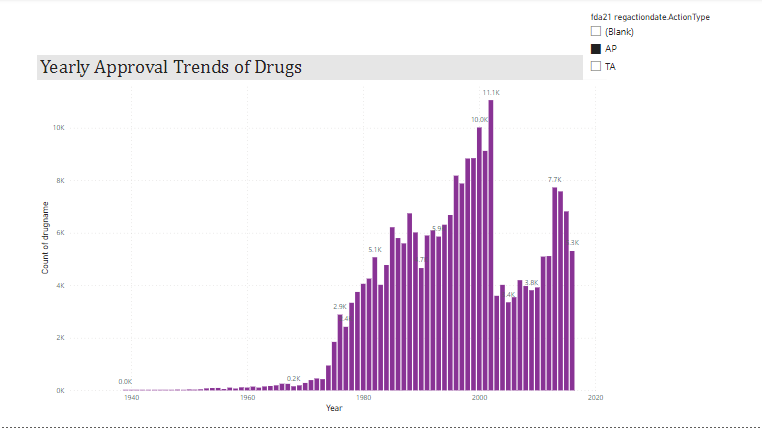 fda21 regactiondate.ActionType
(Blank)
AP
TA
Yearly Approval Trends of Drugs
Count of drugname
10K
8K
6K
4K
2K
0K
0.0K
0.2K
2.9K
5.1K
10.0K
11.1K
3.8K
7.7K
1940
1960
1980
2000
2020
Year